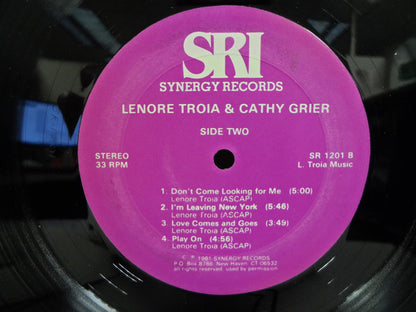 SRI
SYNERGY RECORDS
LENORE TROIA & CATHY GRIER
SIDE TWO
STEREO
33 RPM
SR 1201 B
L. Troia Music
1. Don't Come Looking for Me (5:00)
Lenore Troia (ASCAP)
2. I'm Leaving New York (5:46)
Lenore Troia (ASCAP)
3. Love Comes and Goes (3:49)
Lenore Troia (ASCAP)
4. Play On (4:56)
Lenore Troia (ASCAP)
© ℗ 1981 SYNERGY RECORDS
P.O. Box 8786 New Haven, CT 06532
all rights reserved. used by permission.